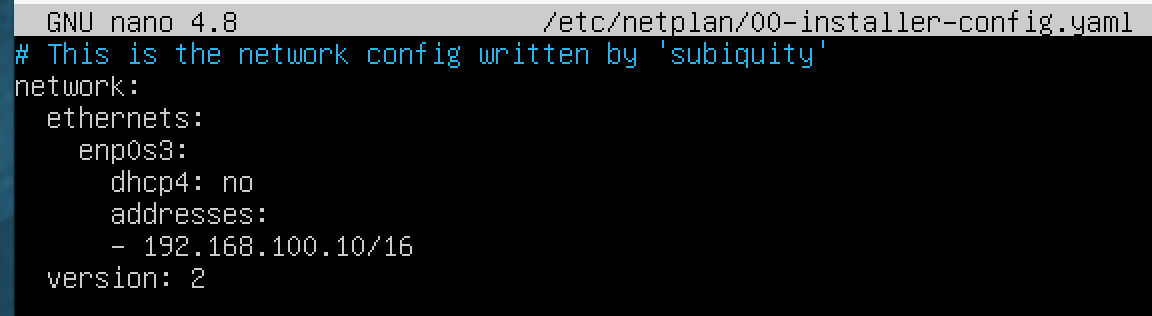 GNU nano 4.8 /etc/netplan/00-installer-config.yaml
# This is the network config written by 'subiquity'
network:
  ethernets:
    enp0s3:
      dhcp4: no
      addresses:
      - 192.168.100.10/16
  version: 2